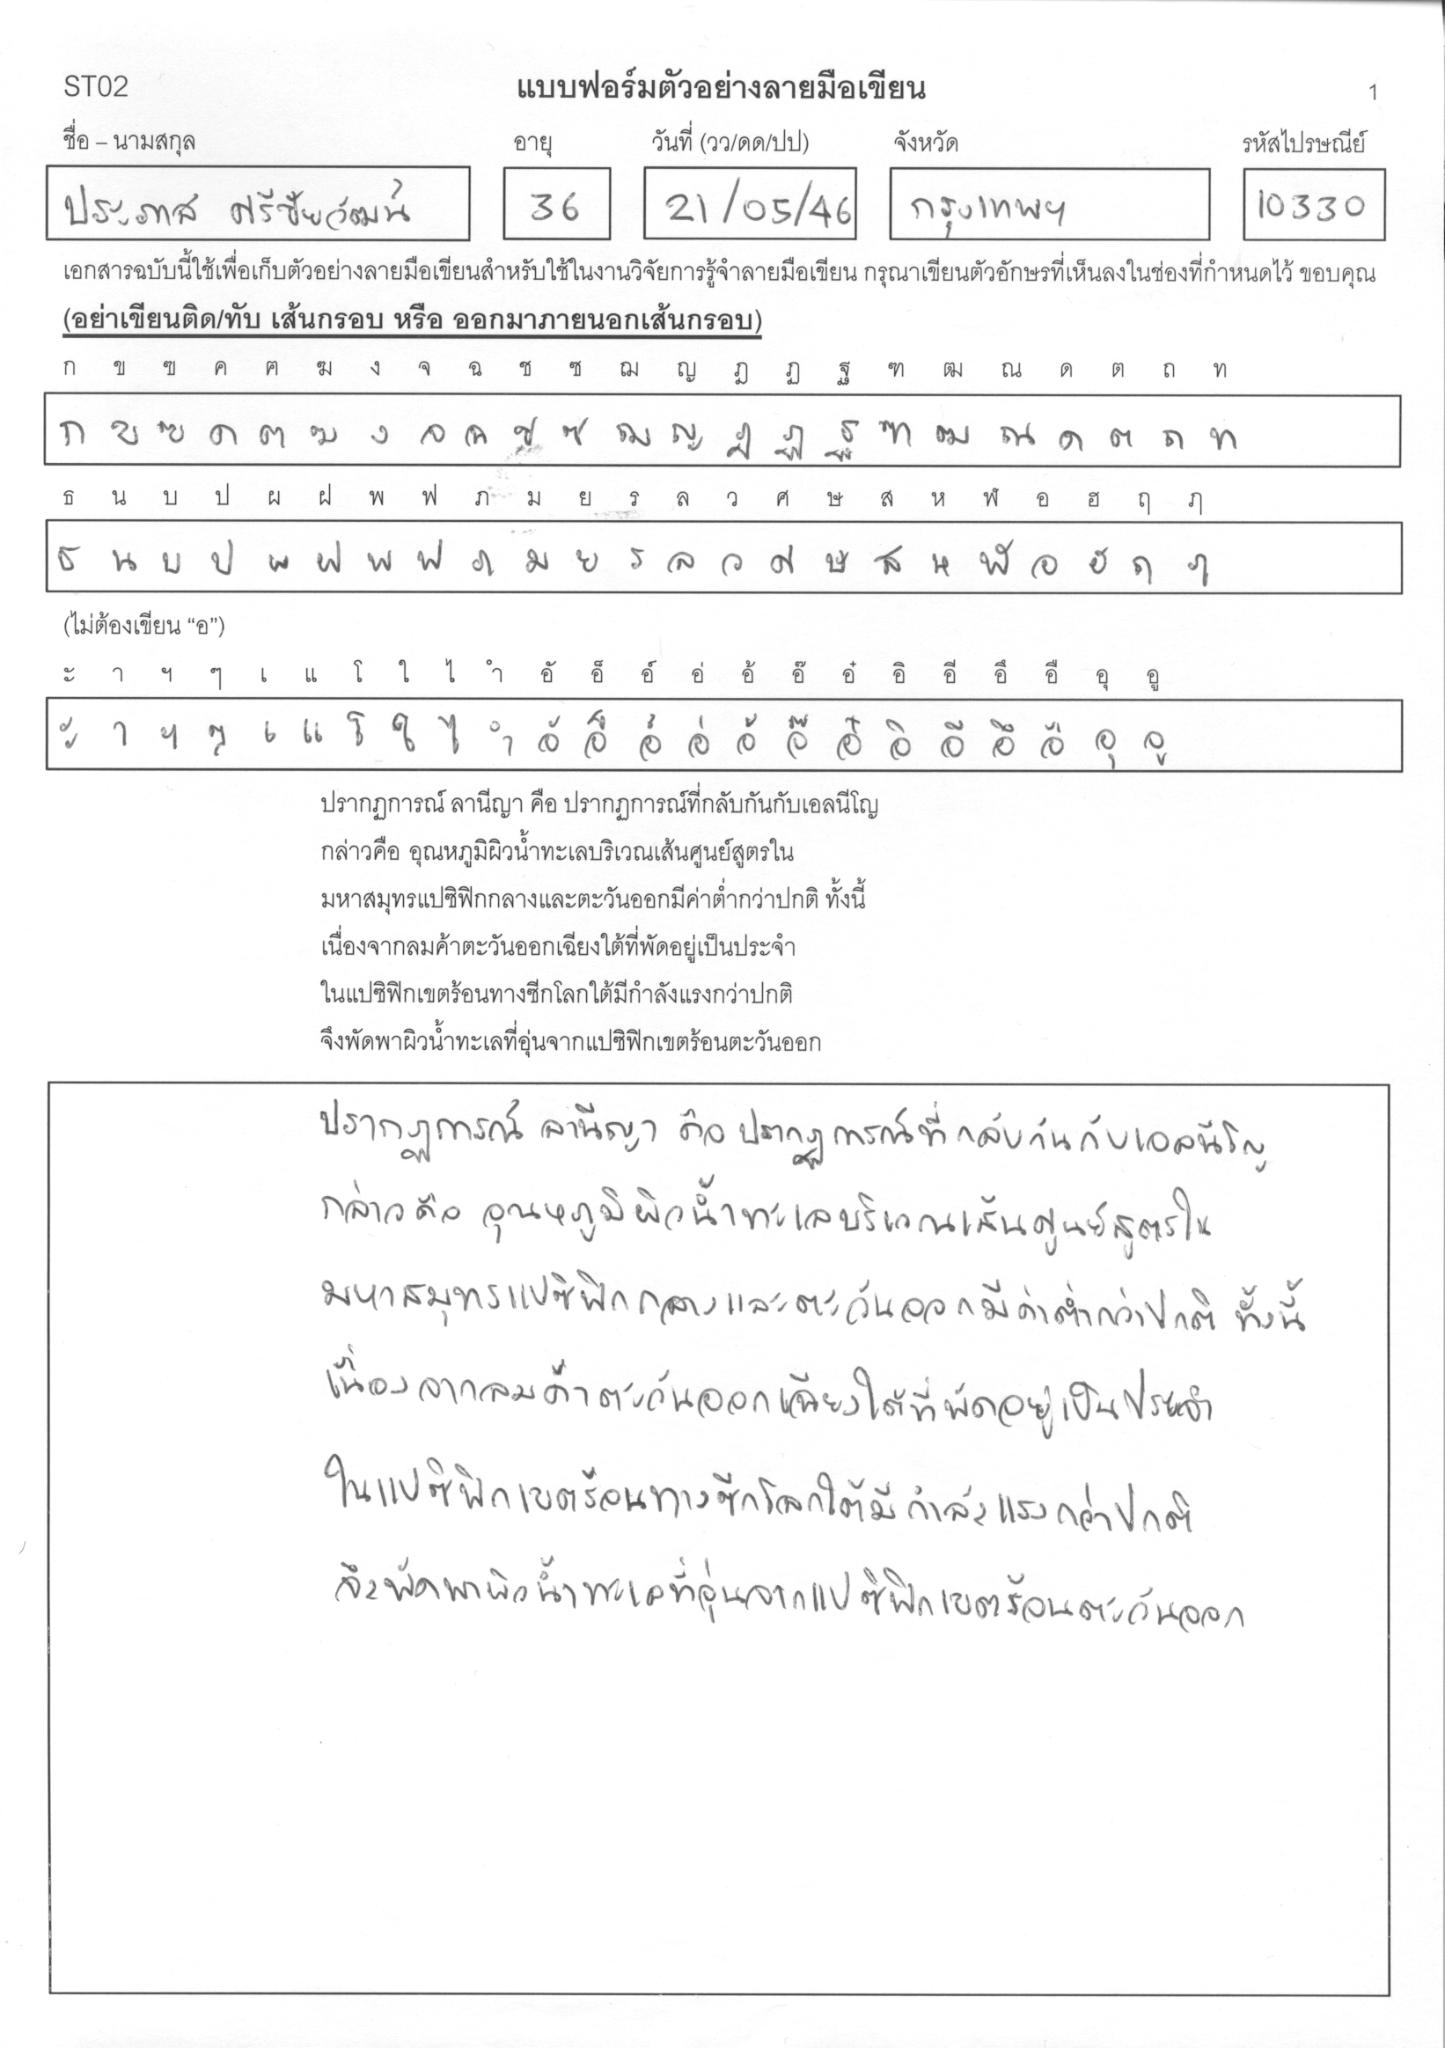 ST02 แบบฟอร์มตัวอย่างลายมือเขียน 1
ชื่อ – นามสกุล อายุ วันที่ (วว/ดด/ปป) จังหวัด รหัสไปรษณีย์
ประภาส ศรีชัยวัฒน์ 36 21/05/46 กรุงเทพฯ 10330
เอกสารฉบับนี้ใช้เพื่อเก็บตัวอย่างลายมือเขียนสำหรับใช้ในงานวิจัยการรู้จำลายมือเขียน กรุณาเขียนตัวอักษรที่เห็นลงในช่องที่กำหนดไว้ ขอบคุณ
(อย่าเขียนติด/ทับ เส้นกรอบ หรือ ออกมาภายนอกเส้นกรอบ)
ก ข ฃ ค ฅ ฆ ง จ ฉ ช ซ ฌ ญ ฎ ฏ ฐ ฑ ฒ ณ ด ต ถ ท
ก ข ฃ ค ฅ ฆ ง จ ฉ ช ซ ฌ ญ ฎ ฏ ฐ ฑ ฒ ณ ด ต ถ ท
ธ น บ ป ผ ฝ พ ฟ ภ ม ย ร ล ว ศ ษ ส ห ฬ อ ฮ ฤ ฦ
ธ น บ ป ผ ฝ พ ฟ ภ ม ย ร ล ว ศ ษ ส ห ฬ อ ฮ ฤ ฦ
(ไม่ต้องเขียน “อ”)
ะ า ฯ ๆ เ แ โ ใ ไ ำ อั อ็ อ์ อ่ อ้ อ๊ อ๋ อิ อี อึ อื อุ อู
ะ า ฯ ๆ เ แ โ ใ ไ ำ อั อ็ อ์ อ่ อ้ อ๊ อ๋ อิ อี อึ อื อุ อู
ปรากฏการณ์ ลานีญา คือ ปรากฏการณ์ที่กลับกันกับเอลนีโญ
กล่าวคือ อุณหภูมิผิวน้ำทะเลบริเวณเส้นศูนย์สูตรใน
มหาสมุทรแปซิฟิกกลางและตะวันออกมีค่าต่ำกว่าปกติ ทั้งนี้
เนื่องจากลมค้าตะวันออกเฉียงใต้ที่พัดอยู่เป็นประจำ
ในแปซิฟิกเขตร้อนทางซีกโลกใต้มีกำลังแรงกว่าปกติ
จึงพัดพาผิวน้ำทะเลที่อุ่นจากแปซิฟิกเขตร้อนตะวันออก
ปรากฏการณ์ ลานีญา คือ ปรากฏการณ์ที่กลับกันกับเอลนีโญ
กล่าวคือ อุณหภูมิผิวน้ำทะเลบริเวณเส้นศูนย์สูตรใน
มหาสมุทรแปซิฟิกกลางและตะวันออกมีค่าต่ำกว่าปกติ ทั้งนี้
เนื่องจากลมค้าตะวันออกเฉียงใต้ที่พัดอยู่เป็นประจำ
ในแปซิฟิกเขตร้อนทางซีกโลกใต้มีกำลังแรงกว่าปกติ
จึงพัดพาผิวน้ำทะเลที่อุ่นจากแปซิฟิกเขตร้อนตะวันออก